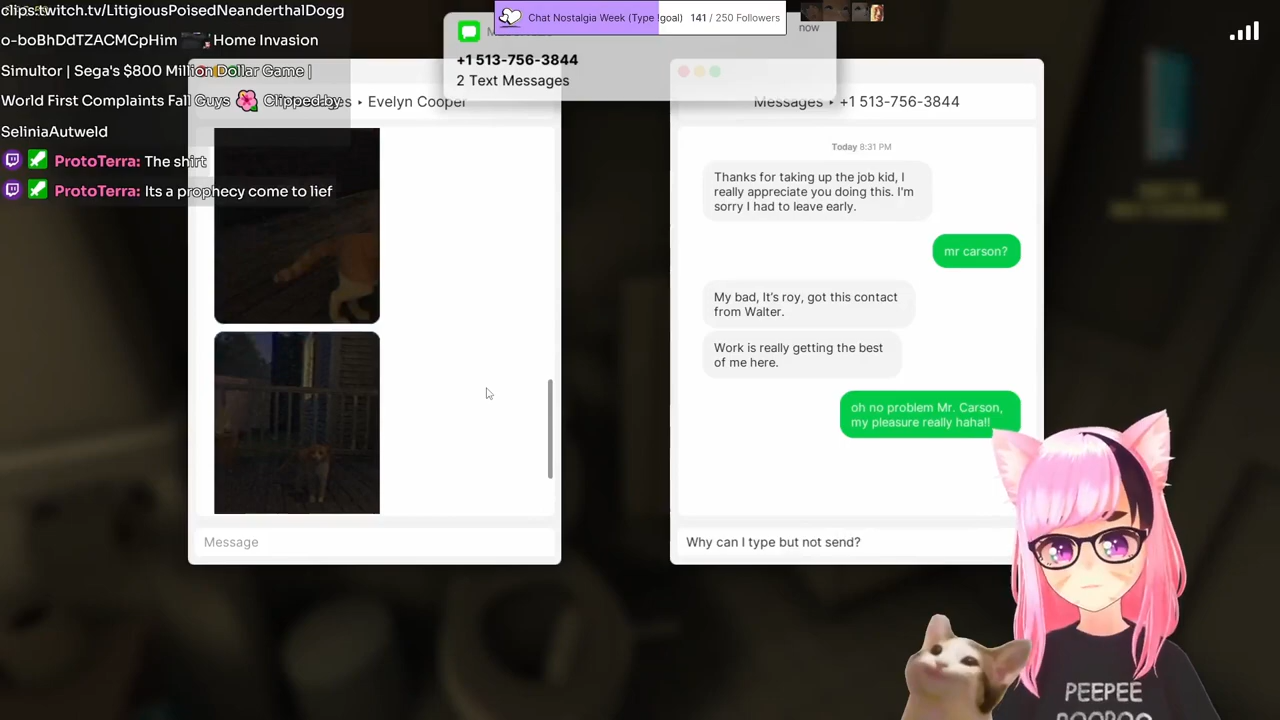 clips.twitch.tv/LitigiousPoisedNeanderthalDogg
o-boBhDdTZACMCpHim Home Invasion
Simultor | Sega's $800 Million Dollar Game |
World First Complaints Fall Guys Clipped by
SeliniaAutweld
ProtoTerra: The shirt
ProtoTerra: Its a prophecy come to lief
Chat Nostalgia Week (Type !goal) 141 / 250 Followers
now
+1 513-756-3844
2 Text Messages
Evelyn Cooper
Message
Messages ▸ +1 513-756-3844
Today 8:31 PM
Thanks for taking up the job kid, I
really appreciate you doing this. I'm
sorry I had to leave early.
mr carson?
My bad, It's roy, got this contact
from Walter.
Work is really getting the best
of me here.
oh no problem Mr. Carson,
my pleasure really haha!!
Why can I type but not send?
PEEPEE
POOPOO